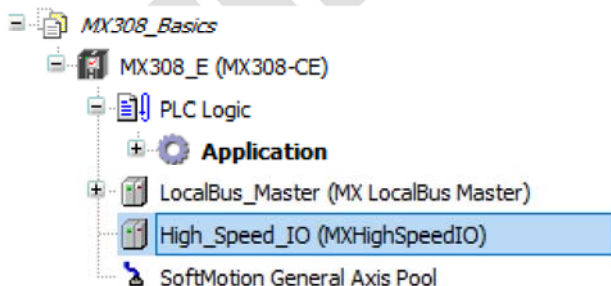 MX308_Basics
MX308_E (MX308-CE)
PLC Logic
Application
LocalBus_Master (MX LocalBus Master)
High_Speed_IO (MXHighSpeedIO)
SoftMotion General Axis Pool